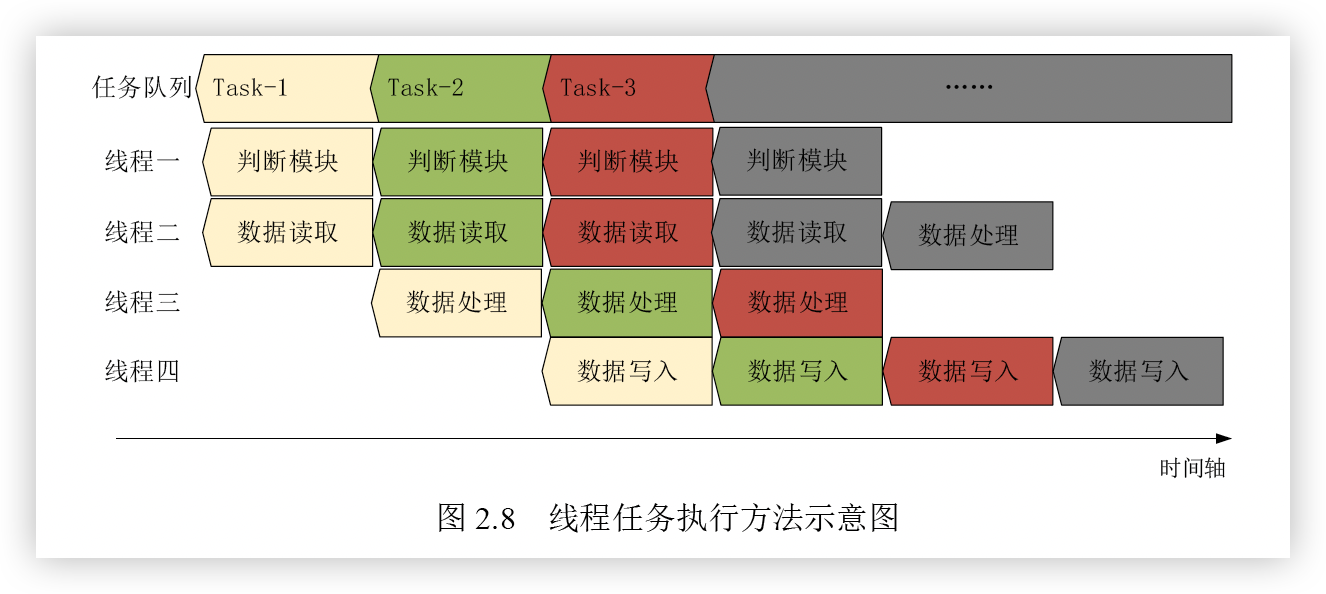 任务队列 Task-1 Task-2 Task-3 ……
线程一 判断模块 判断模块 判断模块 判断模块
线程二 数据读取 数据读取 数据读取 数据读取 数据处理
线程三 数据处理 数据处理 数据处理
线程四 数据写入 数据写入 数据写入 数据写入
时间轴
图 2.8 线程任务执行方法示意图